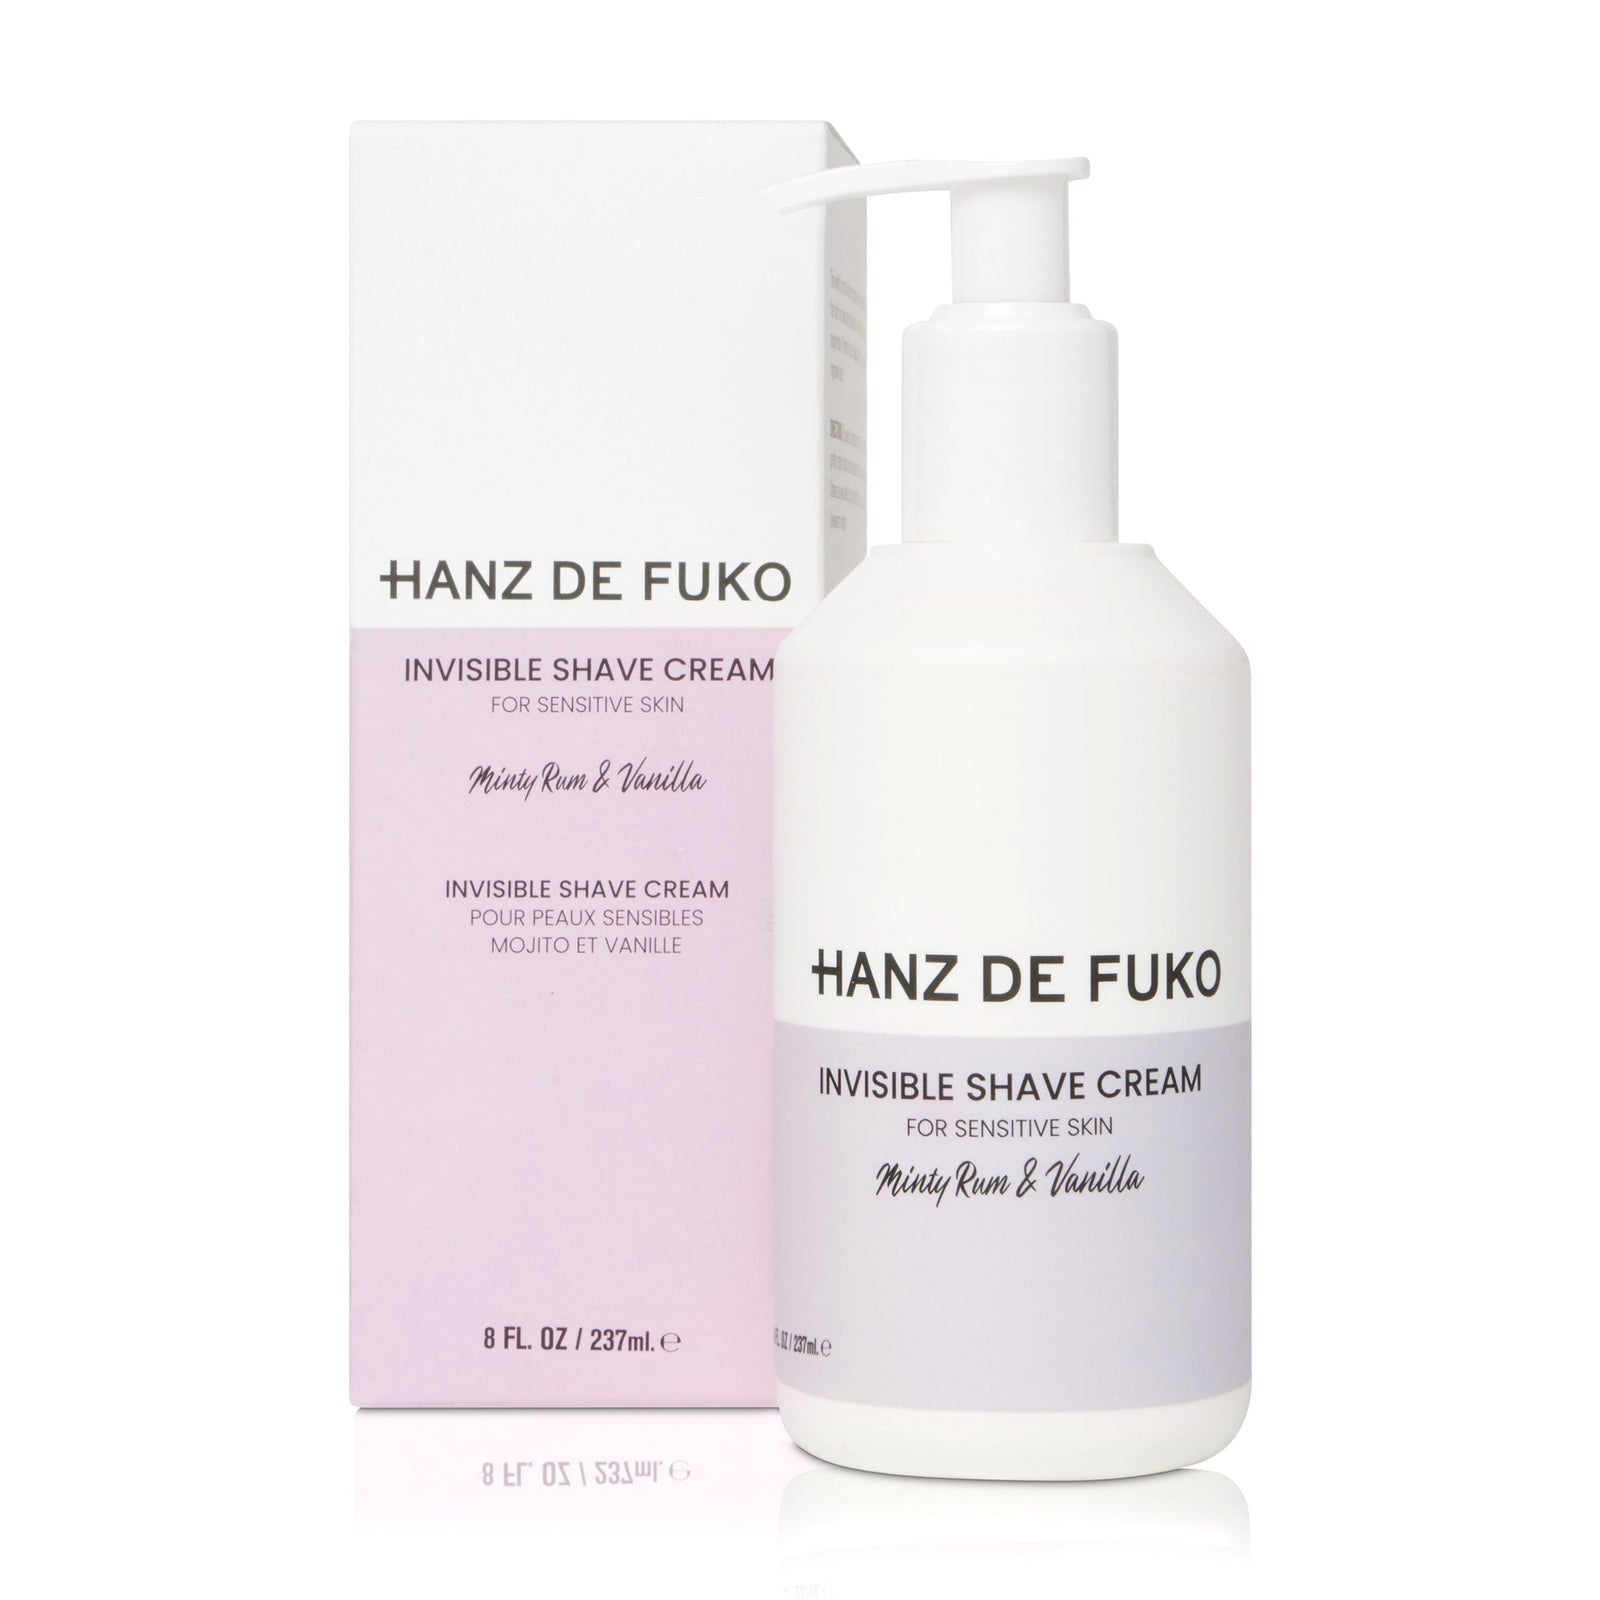 HANZ DE FUKO
INVISIBLE SHAVE CREAM
FOR SENSITIVE SKIN
Minty Rum & Vanilla
INVISIBLE SHAVE CREAM
POUR PEAUX SENSIBLES
MOJITO ET VANILLE
8 FL. OZ / 237ml. ℮
HANZ DE FUKO
INVISIBLE SHAVE CREAM
FOR SENSITIVE SKIN
Minty Rum & Vanilla
FL. OZ / 237ml. ℮